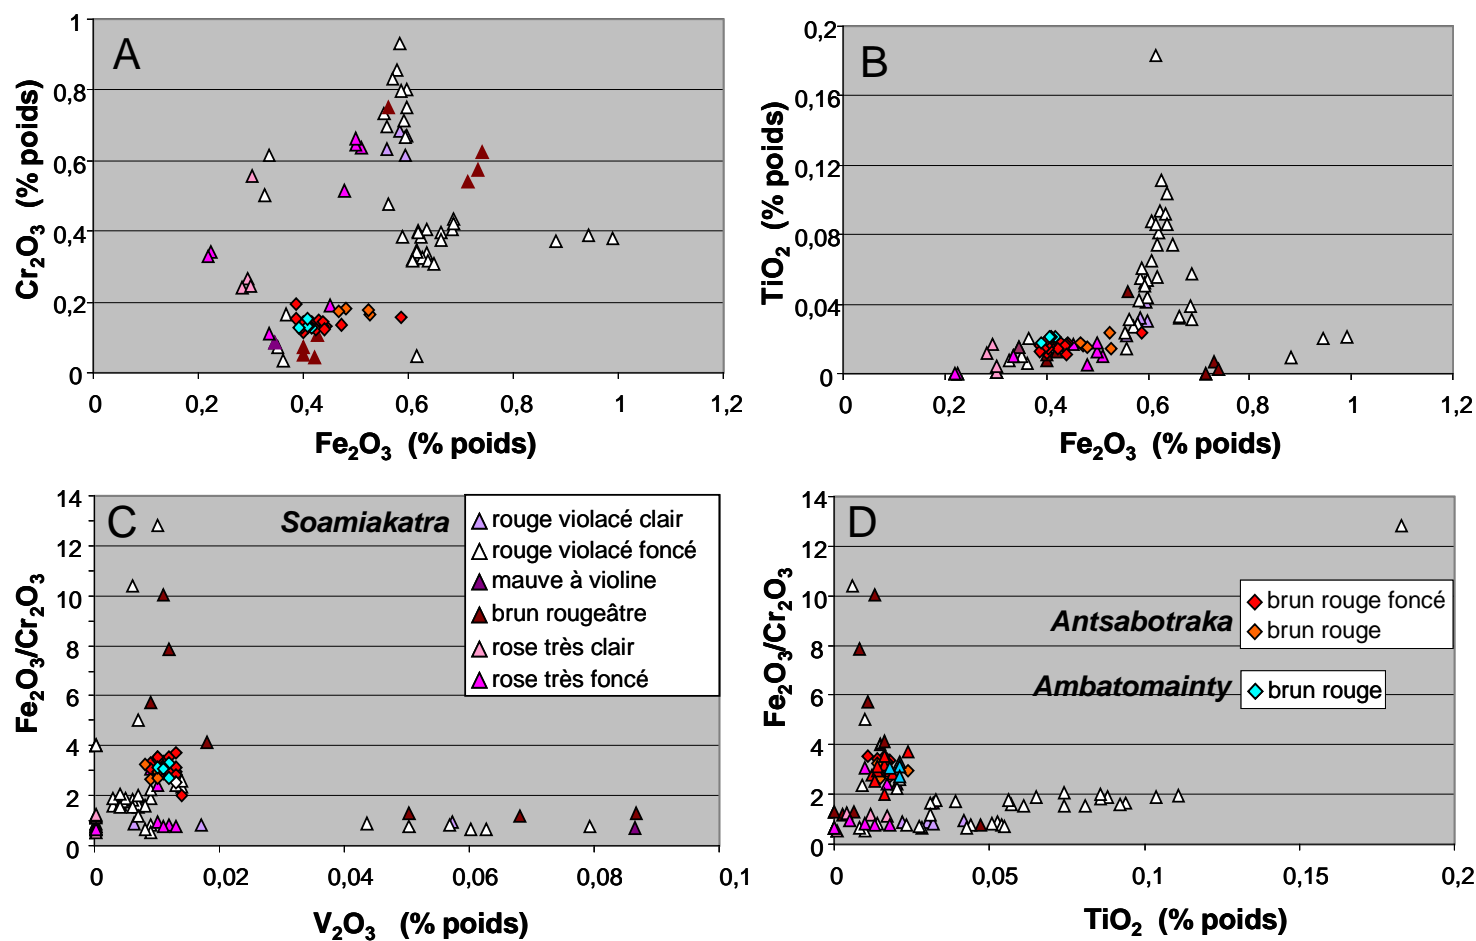 A
1
0,8
0,6
0,4
0,2
0
Cr₂O₃ (% poids)
0 0,2 0,4 0,6 0,8 1 1,2
Fe₂O₃ (% poids)
B
0,2
0,16
0,12
0,08
0,04
0
TiO₂ (% poids)
0 0,2 0,4 0,6 0,8 1 1,2
Fe₂O₃ (% poids)
C
Soamiakatra
rouge violacé clair
rouge violacé foncé
mauve à violine
brun rougeâtre
rose très clair
rose très foncé
14
12
10
8
6
4
2
0
Fe₂O₃/Cr₂O₃
0 0,02 0,04 0,06 0,08 0,1
V₂O₃ (% poids)
D
Antsabotraka
brun rouge foncé
brun rouge
Ambatomainty
brun rouge
14
12
10
8
6
4
2
0
Fe₂O₃/Cr₂O₃
0 0,05 0,1 0,15 0,2
TiO₂ (% poids)